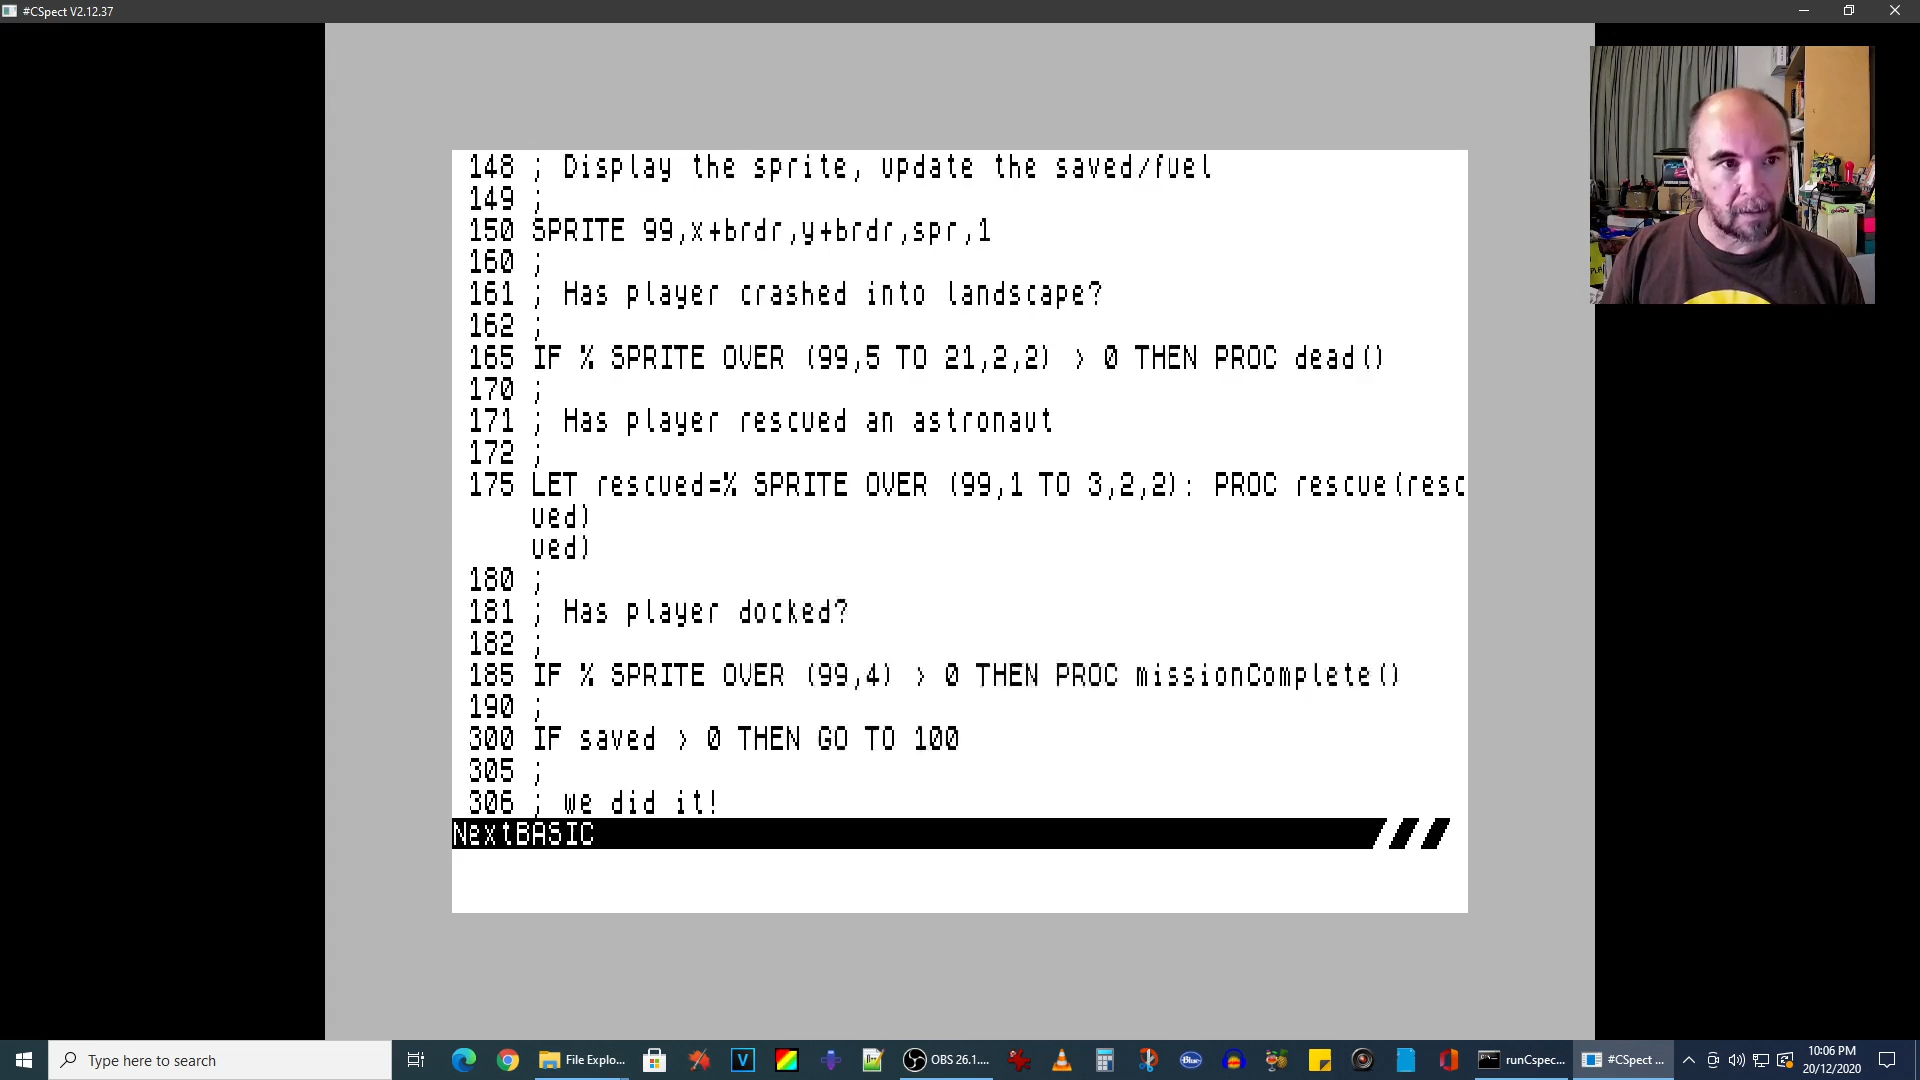 #CSpect V2.12.37
148 ; Display the sprite, update the saved/fuel
149 ;
150 SPRITE 99,x+brdr,y+brdr,spr,1
160 ;
161 ; Has player crashed into landscape?
162 ;
165 IF % SPRITE OVER (99,5 TO 21,2,2) > 0 THEN PROC dead()
170 ;
171 ; Has player rescued an astronaut
172 ;
175 LET rescued=% SPRITE OVER (99,1 TO 3,2,2): PROC rescue(resc
ued)
ued)
180 ;
181 ; Has player docked?
182 ;
185 IF % SPRITE OVER (99,4) > 0 THEN PROC missionComplete()
190 ;
300 IF saved > 0 THEN GO TO 100
305 ;
306 ; we did it!
NextBASIC
Type here to search
File Explo...
V
OBS 26.1....
Blue
runCspec...
#CSpect ...
10:06 PM
20/12/2020